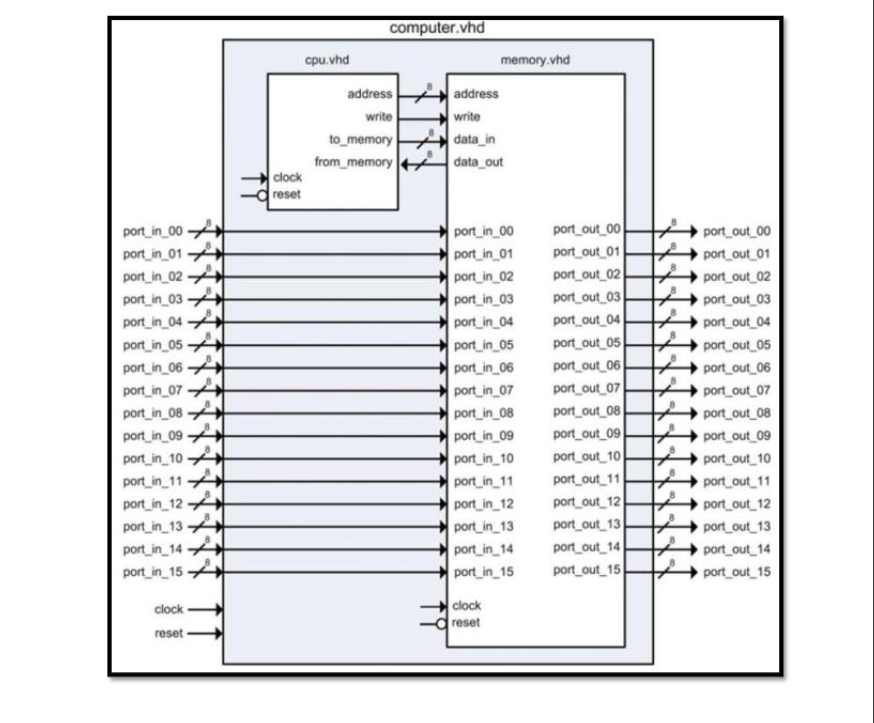 computer.vhd
cpu.vhd
memory.vhd
address 8 address
write write
to_memory 8 data_in
from_memory 8 data_out
clock
reset
port_in_00 8 port_in_00 port_out_00 8 port_out_00
port_in_01 8 port_in_01 port_out_01 8 port_out_01
port_in_02 8 port_in_02 port_out_02 8 port_out_02
port_in_03 8 port_in_03 port_out_03 8 port_out_03
port_in_04 8 port_in_04 port_out_04 8 port_out_04
port_in_05 8 port_in_05 port_out_05 8 port_out_05
port_in_06 8 port_in_06 port_out_06 8 port_out_06
port_in_07 8 port_in_07 port_out_07 8 port_out_07
port_in_08 8 port_in_08 port_out_08 8 port_out_08
port_in_09 8 port_in_09 port_out_09 8 port_out_09
port_in_10 8 port_in_10 port_out_10 8 port_out_10
port_in_11 8 port_in_11 port_out_11 8 port_out_11
port_in_12 8 port_in_12 port_out_12 8 port_out_12
port_in_13 8 port_in_13 port_out_13 8 port_out_13
port_in_14 8 port_in_14 port_out_14 8 port_out_14
port_in_15 8 port_in_15 port_out_15 8 port_out_15
clock clock
reset reset